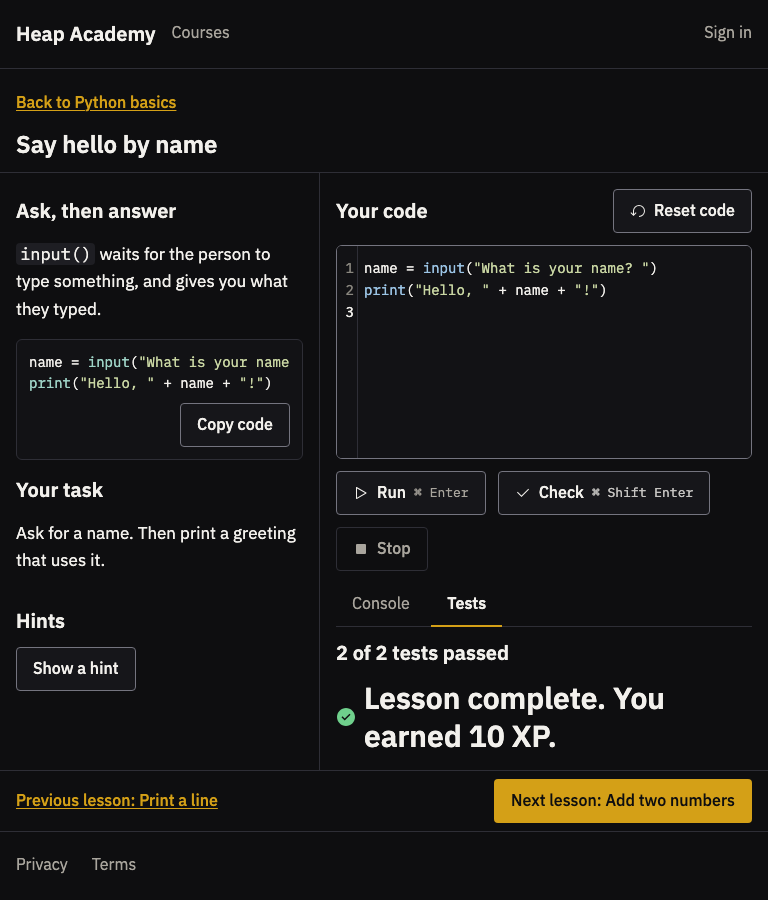 Heap Academy
Courses
Sign in
Back to Python basics
Say hello by name
Ask, then answer
input() waits for the person to
type something, and gives you what
they typed.
name = input("What is your name
print("Hello, " + name + "!")
Copy code
Your task
Ask for a name. Then print a greeting
that uses it.
Hints
Show a hint
Your code
Reset code
1 name = input("What is your name? ")
2 print("Hello, " + name + "!")
3
Run ⌘ Enter
Check ⌘ Shift Enter
Stop
Console
Tests
2 of 2 tests passed
Lesson complete. You
earned 10 XP.
Previous lesson: Print a line
Next lesson: Add two numbers
Privacy
Terms